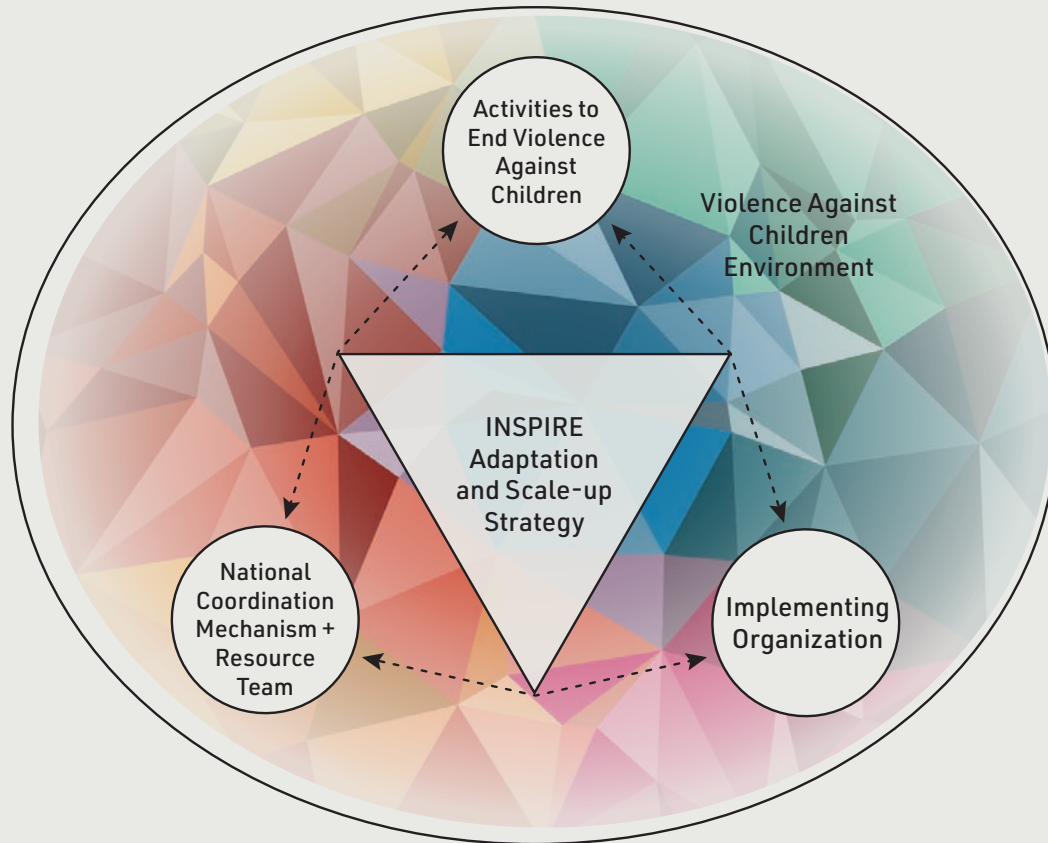 Activities to
End Violence
Against
Children
Violence Against
Children
Environment
INSPIRE
Adaptation
and Scale-up
Strategy
National
Coordination
Mechanism +
Resource
Team
Implementing
Organization